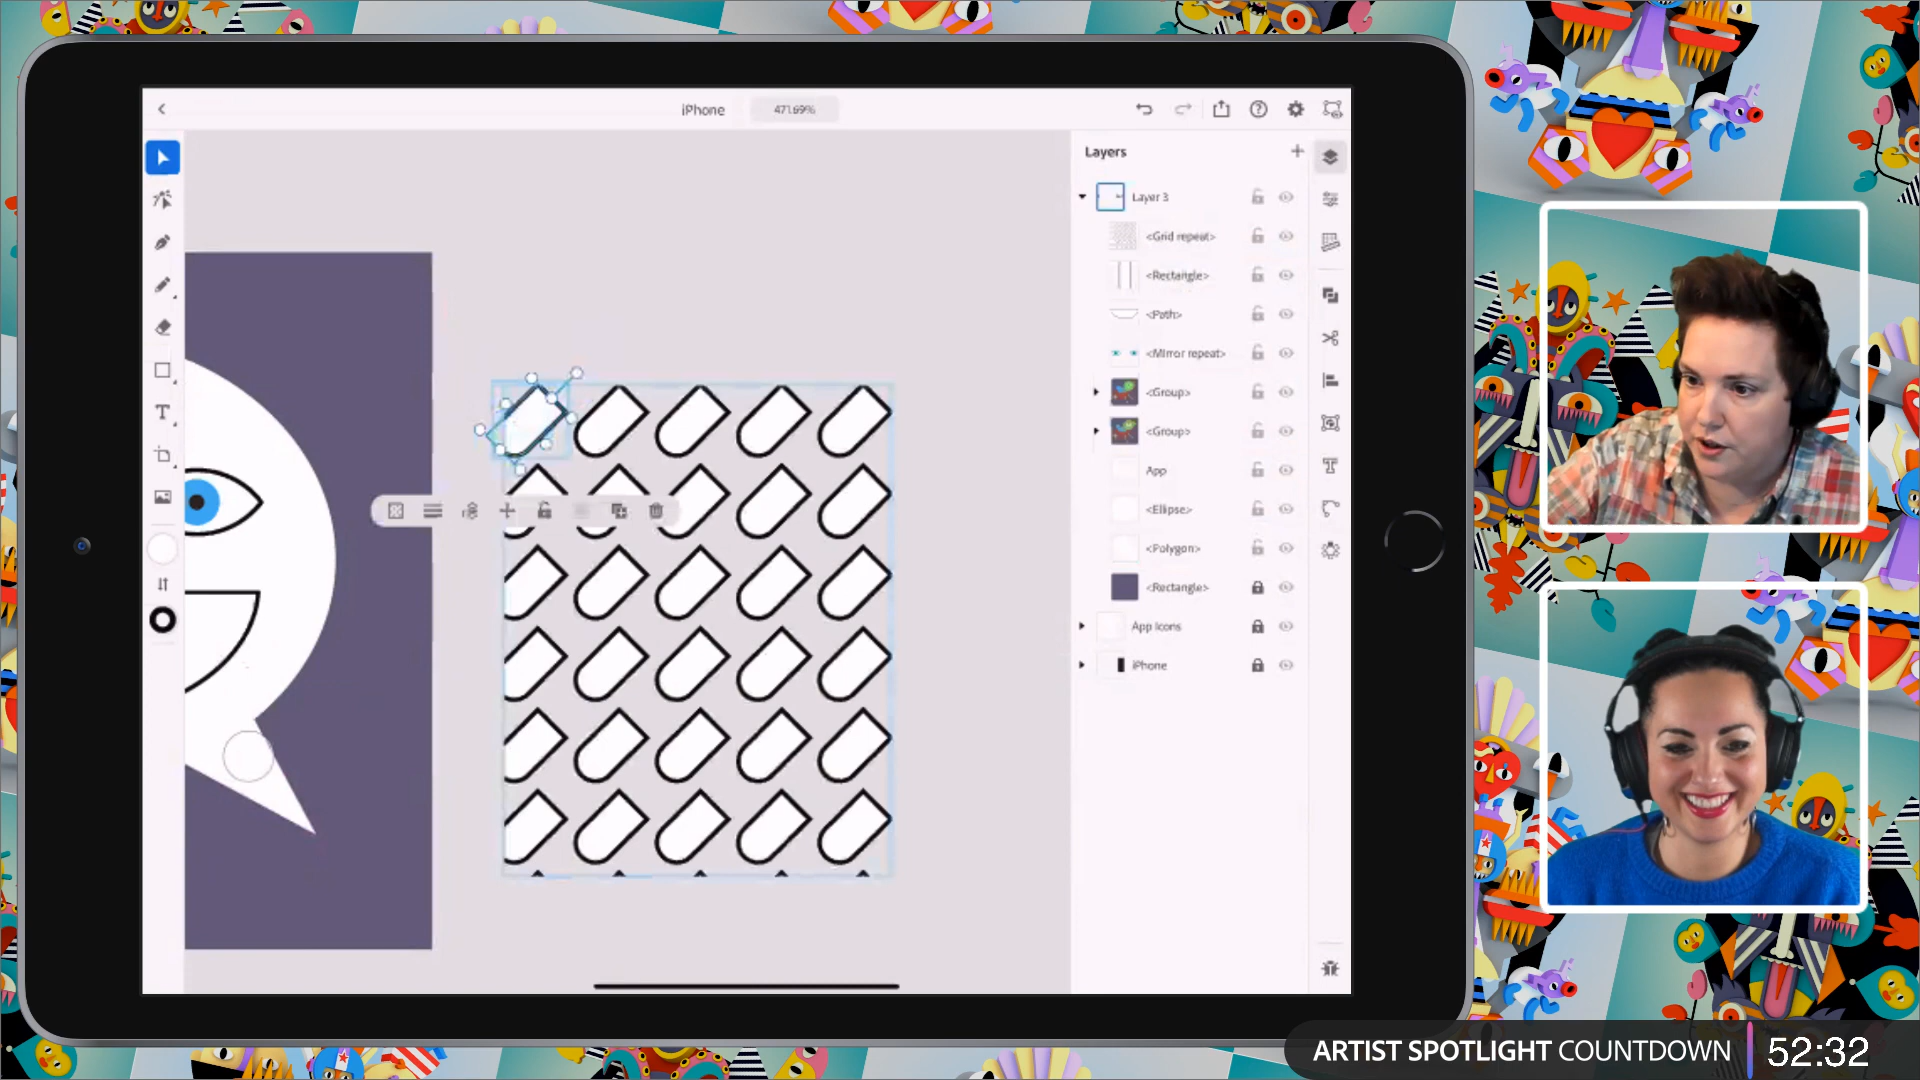 iPhone
471.69%
Layers
Layer 3
<Grid repeat>
<Rectangle>
<Path>
<Mirror repeat>
<Group>
<Group>
App
<Ellipse>
<Polygon>
<Rectangle>
App Icons
iPhone
ARTIST SPOTLIGHT COUNTDOWN 52:32